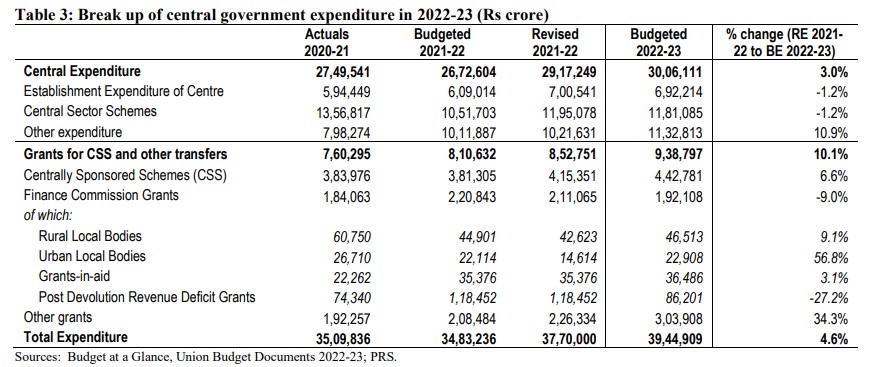 Table 3: Break up of central government expenditure in 2022-23 (Rs crore)
Actuals 2020-21 Budgeted 2021-22 Revised 2021-22 Budgeted 2022-23 % change (RE 2021-22 to BE 2022-23)
Central Expenditure 27,49,541 26,72,604 29,17,249 30,06,111 3.0%
Establishment Expenditure of Centre 5,94,449 6,09,014 7,00,541 6,92,214 -1.2%
Central Sector Schemes 13,56,817 10,51,703 11,95,078 11,81,085 -1.2%
Other expenditure 7,98,274 10,11,887 10,21,631 11,32,813 10.9%
Grants for CSS and other transfers 7,60,295 8,10,632 8,52,751 9,38,797 10.1%
Centrally Sponsored Schemes (CSS) 3,83,976 3,81,305 4,15,351 4,42,781 6.6%
Finance Commission Grants 1,84,063 2,20,843 2,11,065 1,92,108 -9.0%
of which:
Rural Local Bodies 60,750 44,901 42,623 46,513 9.1%
Urban Local Bodies 26,710 22,114 14,614 22,908 56.8%
Grants-in-aid 22,262 35,376 35,376 36,486 3.1%
Post Devolution Revenue Deficit Grants 74,340 1,18,452 1,18,452 86,201 -27.2%
Other grants 1,92,257 2,08,484 2,26,334 3,03,908 34.3%
Total Expenditure 35,09,836 34,83,236 37,70,000 39,44,909 4.6%
Sources: Budget at a Glance, Union Budget Documents 2022-23; PRS.